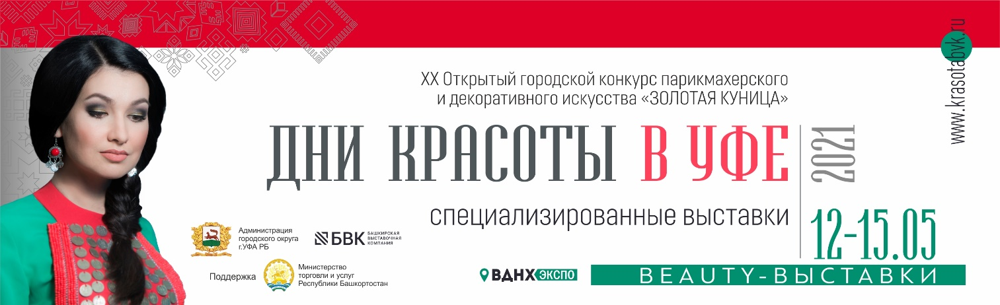 XX Открытый городской конкурс парикмахерского
и декоративного искусства «ЗОЛОТАЯ КУНИЦА»
ДНИ КРАСОТЫ В УФЕ
2021
специализированные выставки
12-15.05
BEAUTY-ВЫСТАВКИ
ВДНХ ЭКСПО
Администрация
городского округа
г.УФА РБ
БВК
БАШКИРСКАЯ
ВЫСТАВОЧНАЯ
КОМПАНИЯ
Поддержка
Министерство
торговли и услуг
Республики Башкортостан
www.krasotabvk.ru